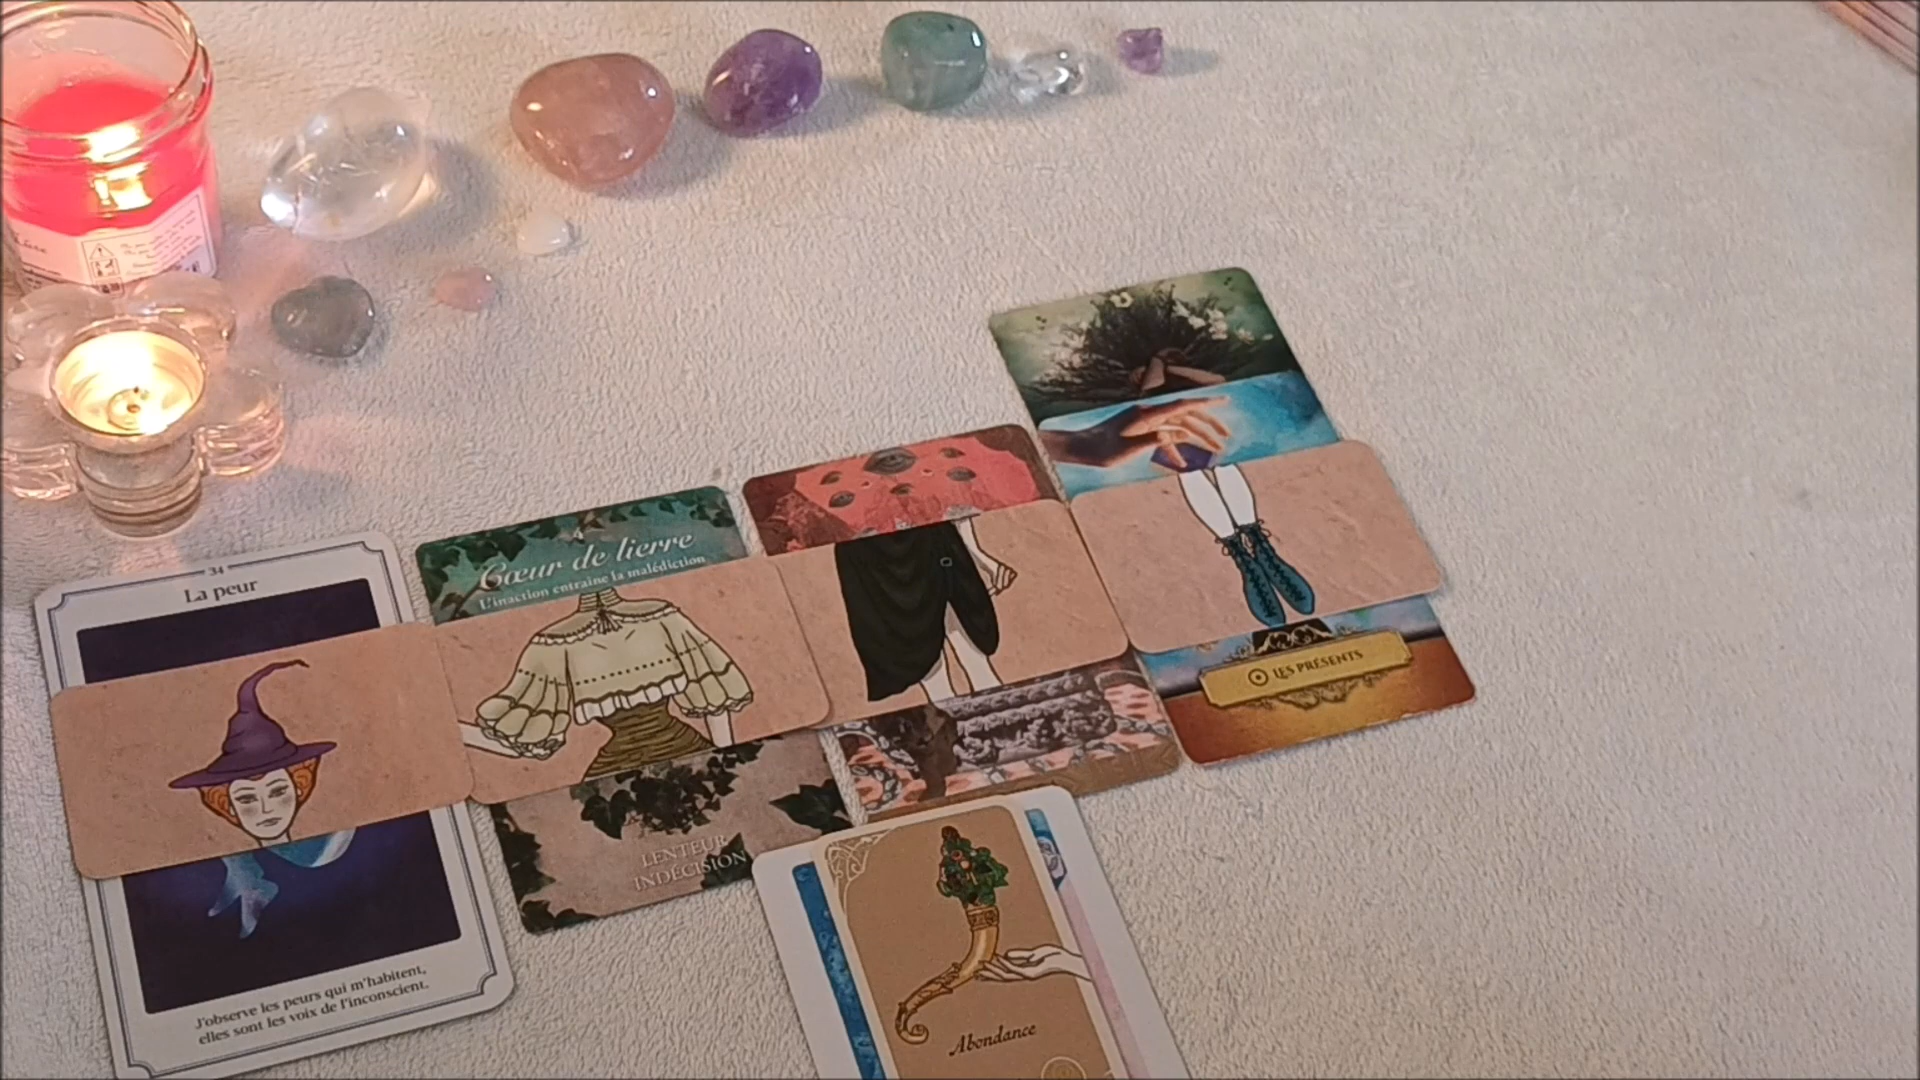 34
La peur
J'observe les peurs qui m'habitent,
elles sont les voix de l'inconscient.
4
Cœur de lierre
L'inaction entraîne la malédiction
LENTEUR
INDÉCISION
LES PRÉSENTS
Abondance